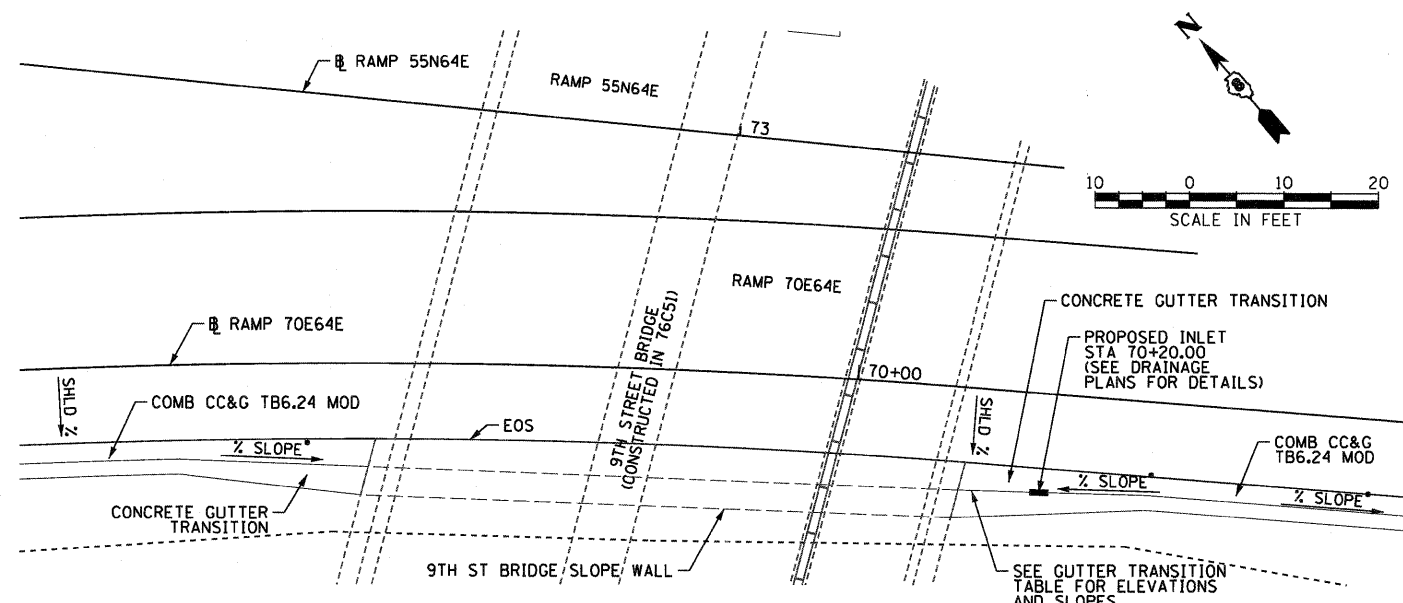 N
℄ RAMP 55N64E
RAMP 55N64E
73
10 0 10 20
SCALE IN FEET
RAMP 70E64E
CONCRETE GUTTER TRANSITION
℄ RAMP 70E64E
9TH STREET BRIDGE
(CONSTRUCTED IN 76C51)
PROPOSED INLET
STA 70+20.00
(SEE DRAINAGE
PLANS FOR DETAILS)
70+00
SHLD %
COMB CC&G TB6.24 MOD
EOS
SHLD %
COMB CC&G
TB6.24 MOD
% SLOPE*
% SLOPE*
% SLOPE*
CONCRETE GUTTER
TRANSITION
9TH ST BRIDGE SLOPE WALL
SEE GUTTER TRANSITION
TABLE FOR ELEVATIONS
AND SLOPES